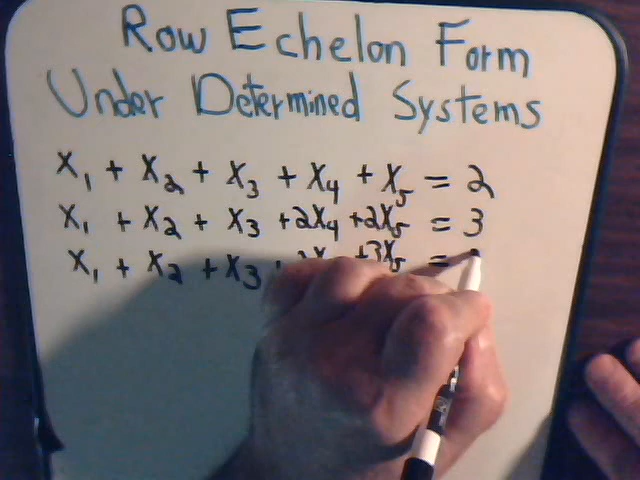 Row Echelon Form
Under Determined Systems
x₁ + x₂ + x₃ + x₄ + x₅ = 2
x₁ + x₂ + x₃ + 2x₄ + 2x₅ = 3
x₁ + x₂ + x₃ + x + 3x₅ =